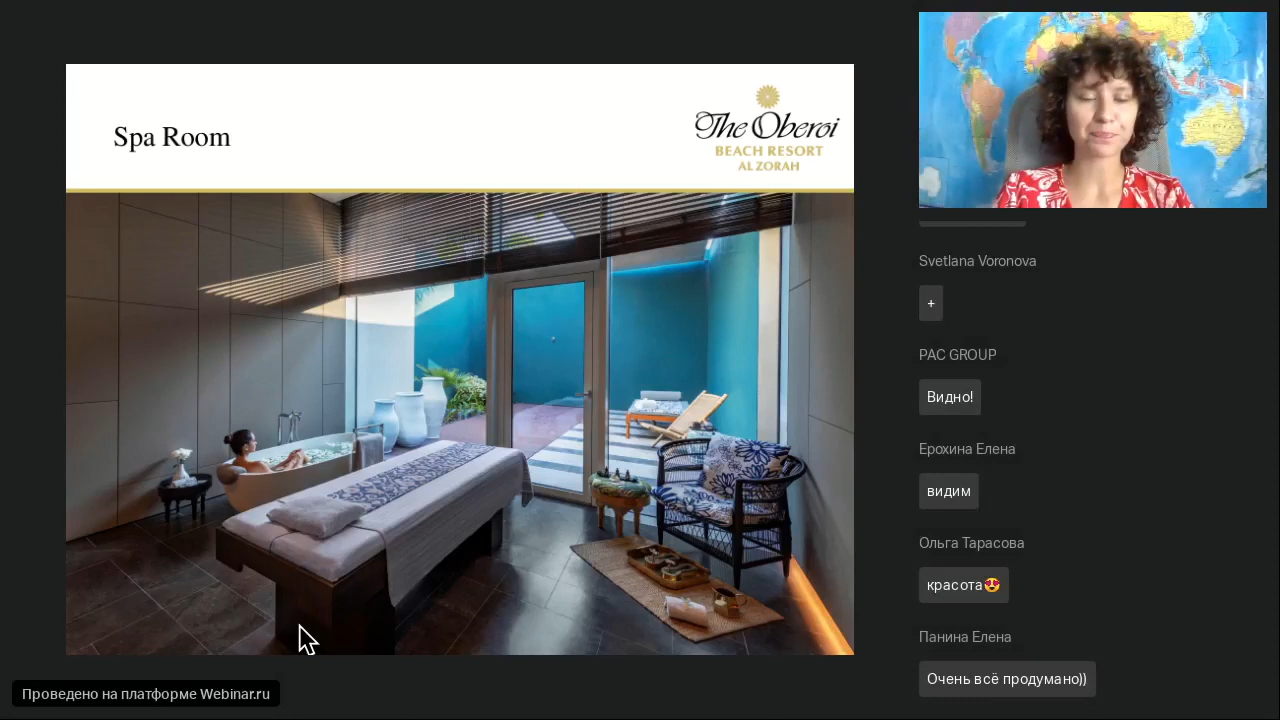 Spa Room
The Oberoi
BEACH RESORT
AL ZORAH
Svetlana Voronova
+
PAC GROUP
Видно!
Ерохина Елена
видим
Ольга Тарасова
красота😍
Панина Елена
Очень всё продумано))
Проведено на платформе Webinar.ru